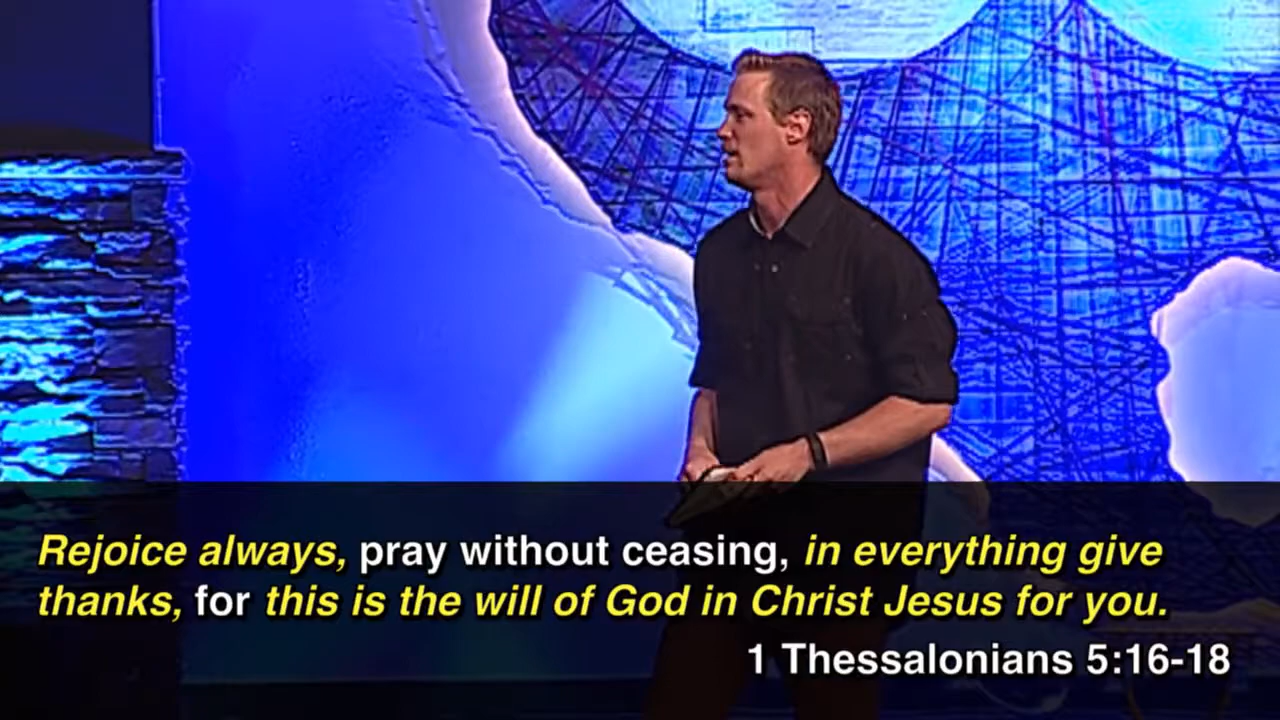 Rejoice always, pray without ceasing, in everything give
thanks, for this is the will of God in Christ Jesus for you.
1 Thessalonians 5:16-18